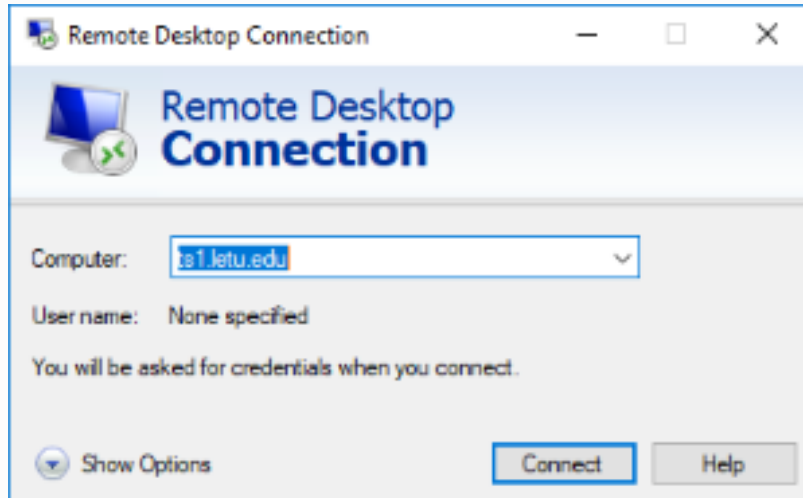 Remote Desktop Connection
Remote Desktop
Connection
Computer: ts1.letu.edu
User name: None specified
You will be asked for credentials when you connect.
Show Options Connect Help